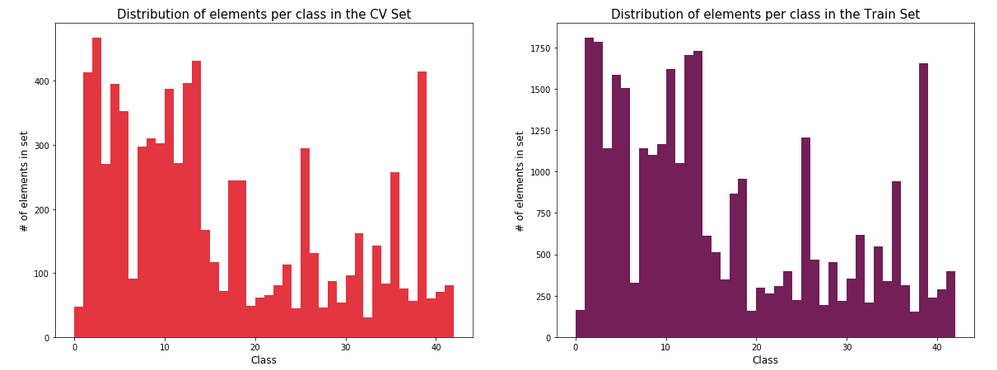 Distribution of elements per class in the CV Set
# of elements in set
400
300
200
100
0
0 10 20 30 40
Class
Distribution of elements per class in the Train Set
# of elements in set
1750
1500
1250
1000
750
500
250
0
0 10 20 30 40
Class